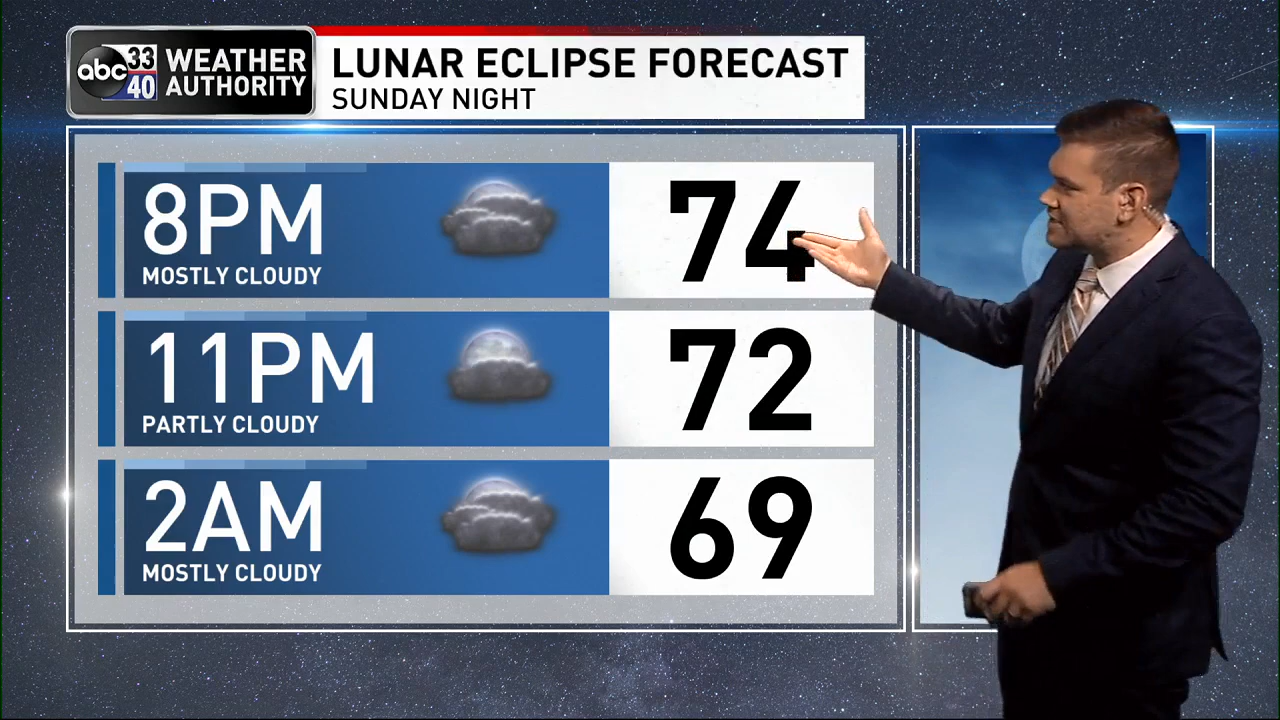 abc 33 40
WEATHER
AUTHORITY
LUNAR ECLIPSE FORECAST
SUNDAY NIGHT
8PM
MOSTLY CLOUDY
74
11PM
PARTLY CLOUDY
72
2AM
MOSTLY CLOUDY
69